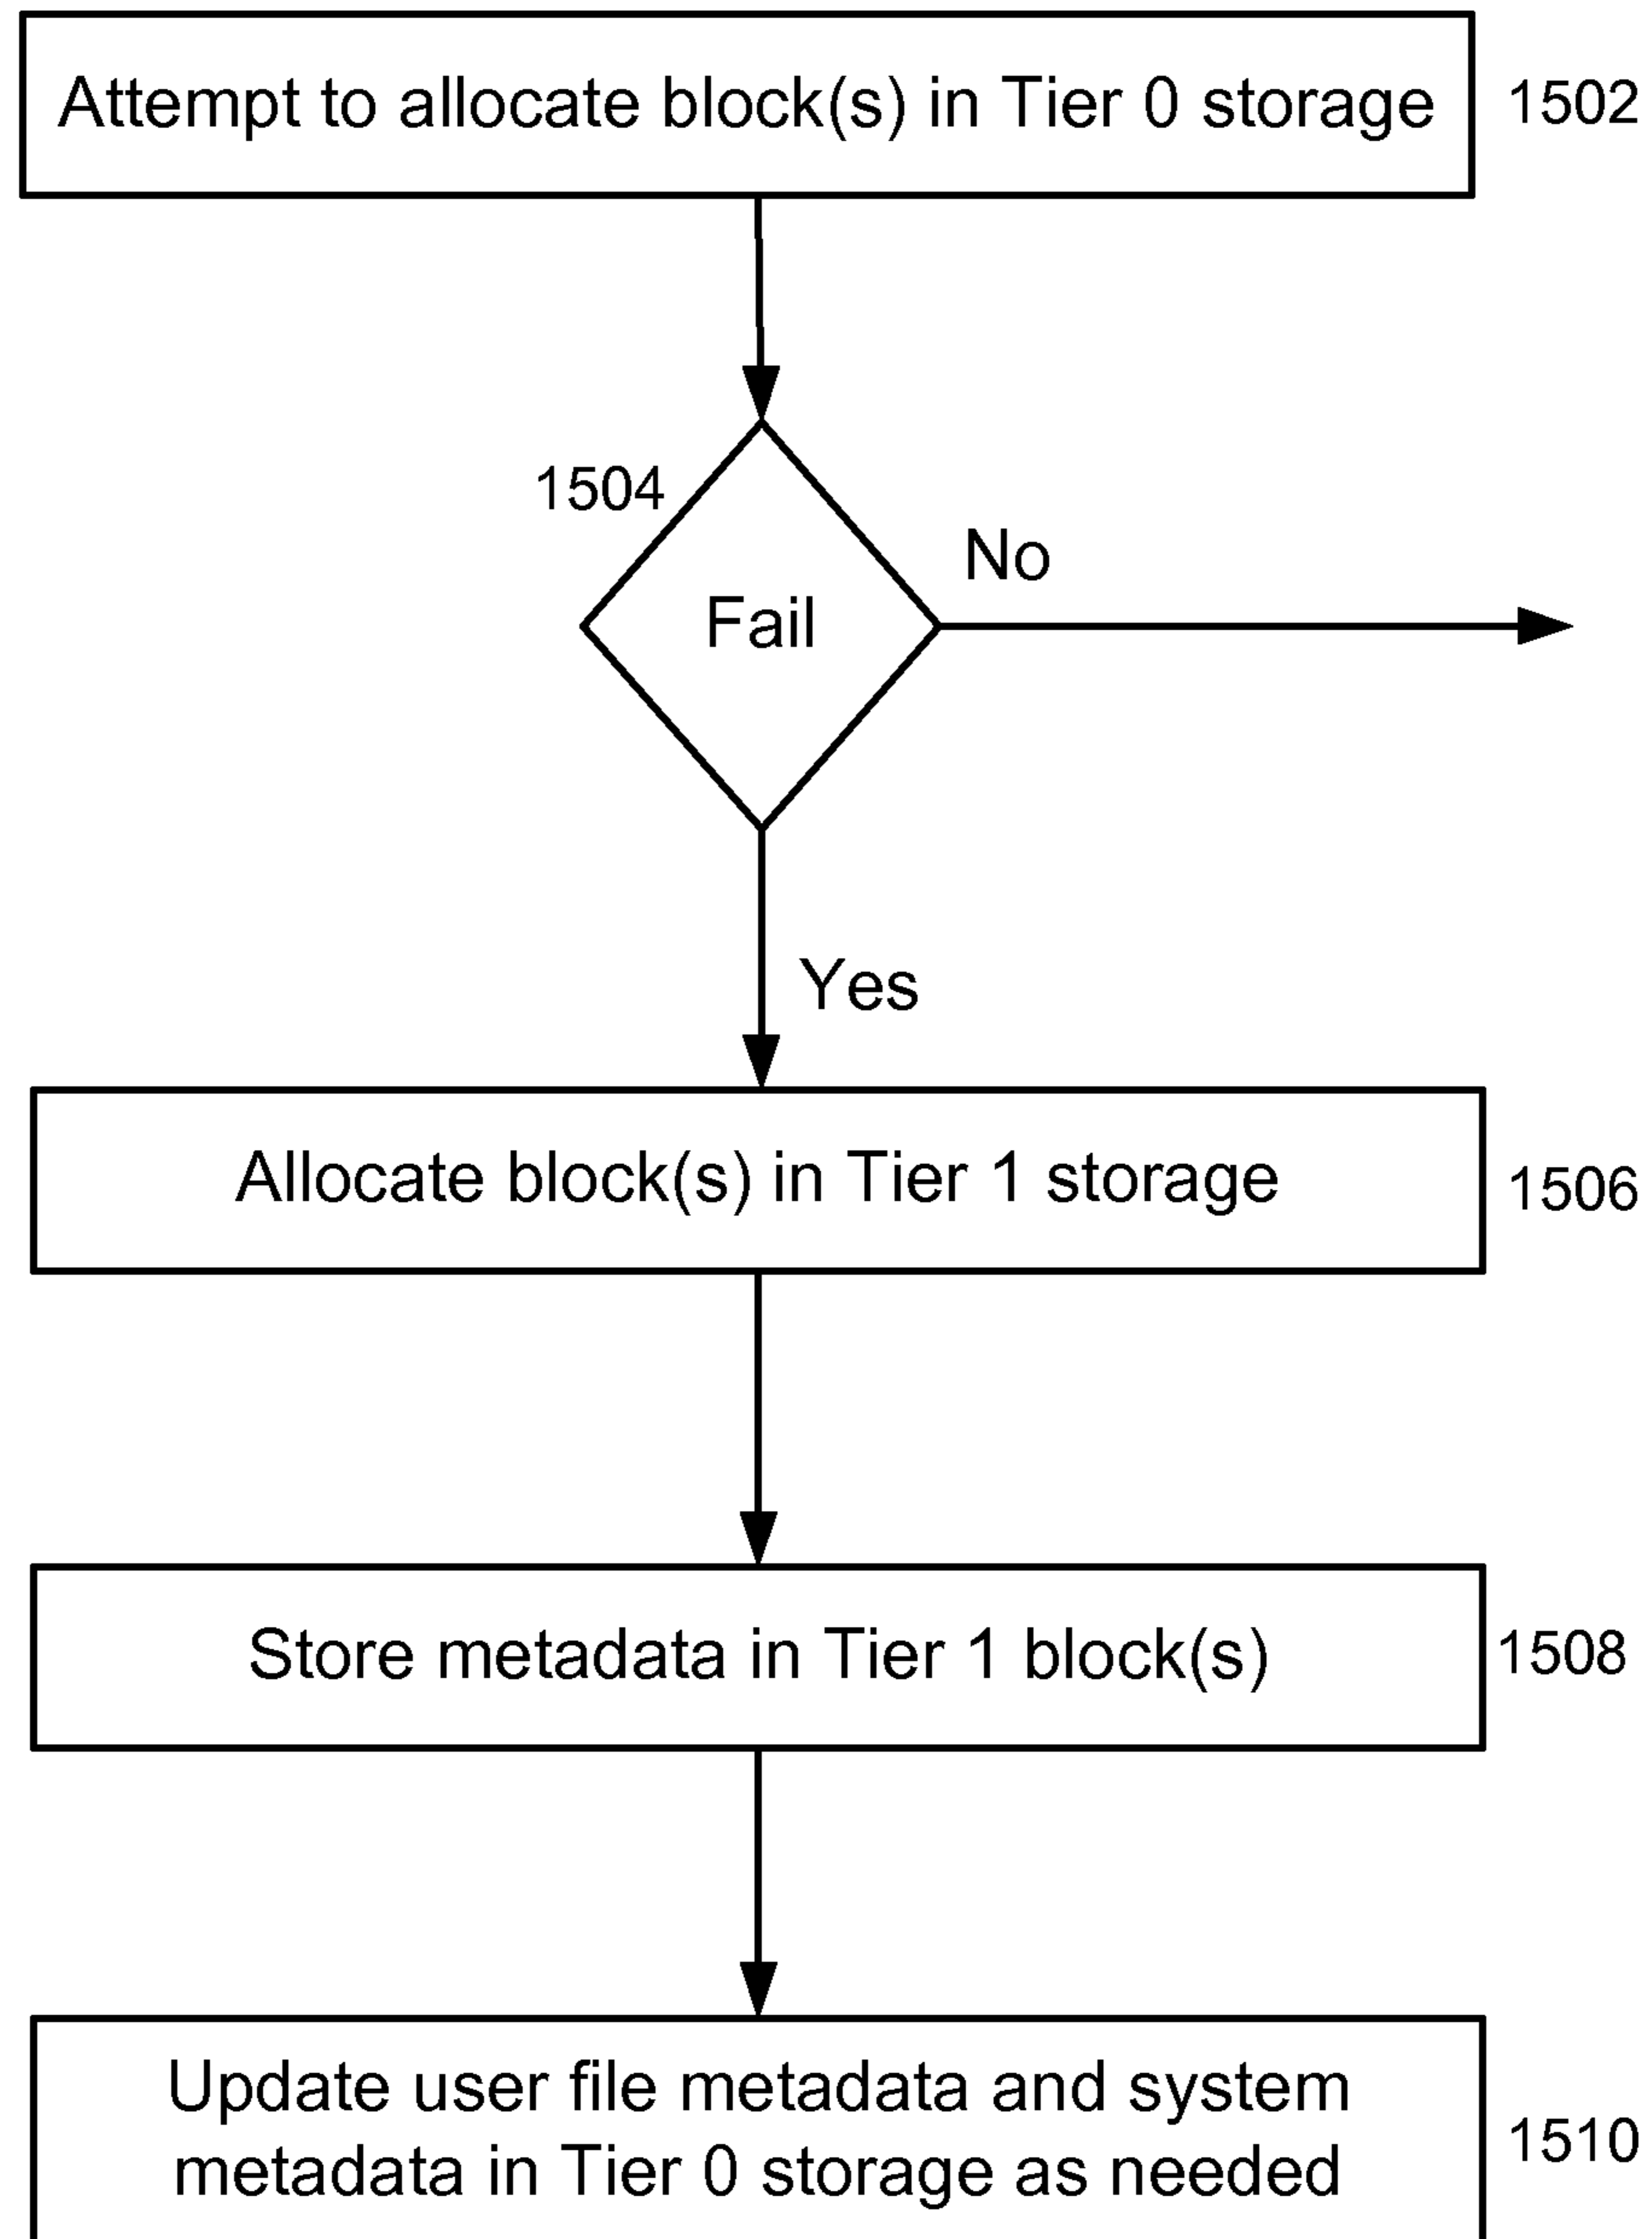 Attempt to allocate block(s) in Tier 0 storage 1502
1504
No
Fail
Yes
Allocate block(s) in Tier 1 storage 1506
Store metadata in Tier 1 block(s) 1508
Update user file metadata and system
metadata in Tier 0 storage as needed
1510